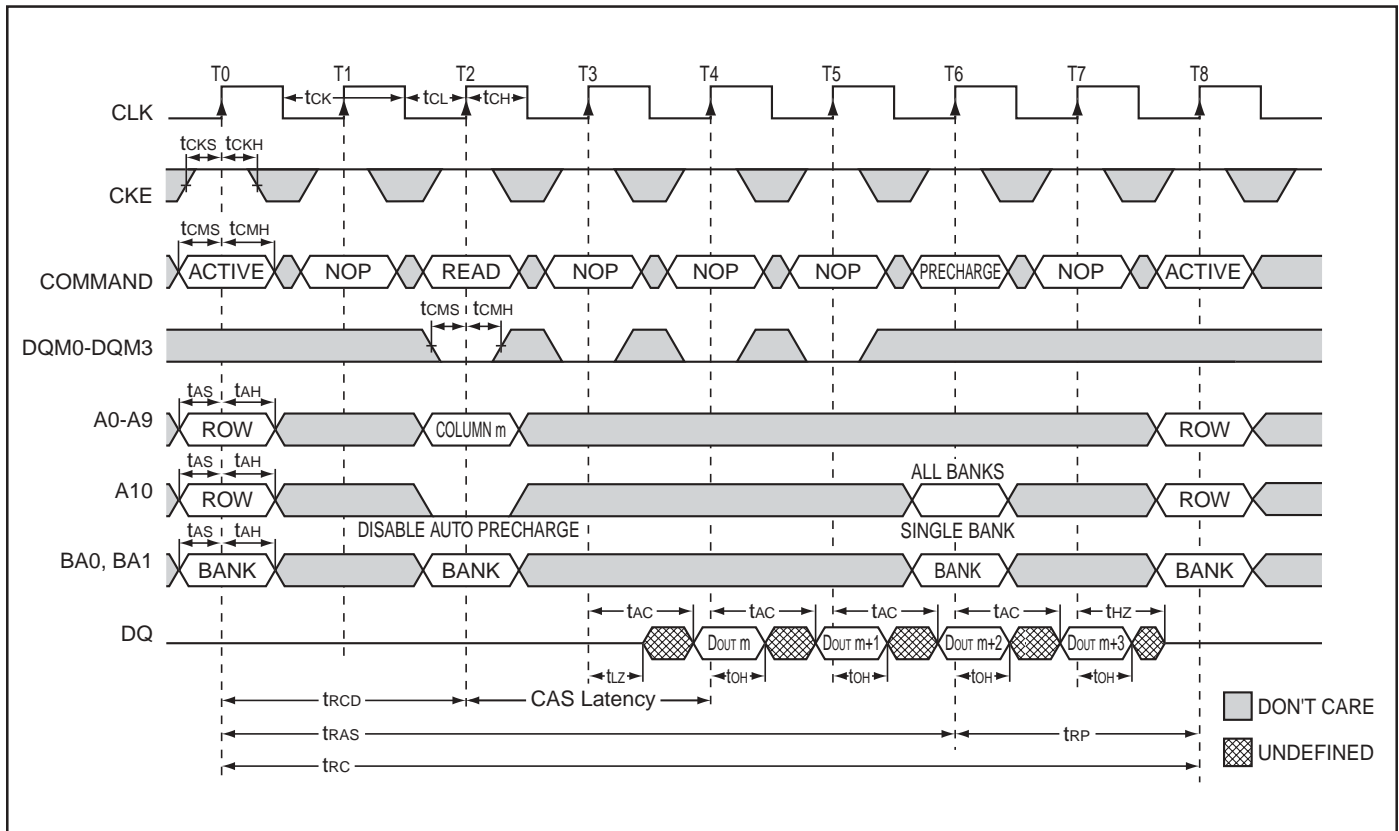 T0 T1 T2 T3 T4 T5 T6 T7 T8
CLK
tCK tCL tCH
tCKS tCKH
CKE
tCMS tCMH
COMMAND ACTIVE NOP READ NOP NOP NOP PRECHARGE NOP ACTIVE
tCMS tCMH
DQM0-DQM3
tAS tAH
A0-A9 ROW COLUMN m ROW
tAS tAH ALL BANKS
A10 ROW ROW
DISABLE AUTO PRECHARGE SINGLE BANK
tAS tAH
BA0, BA1 BANK BANK BANK BANK
tAC tAC tAC tAC tHZ
DQ DOUT m DOUT m+1 DOUT m+2 DOUT m+3
tLZ tOH tOH tOH tOH
tRCD CAS Latency
DON'T CARE
tRAS tRP
UNDEFINED
tRC